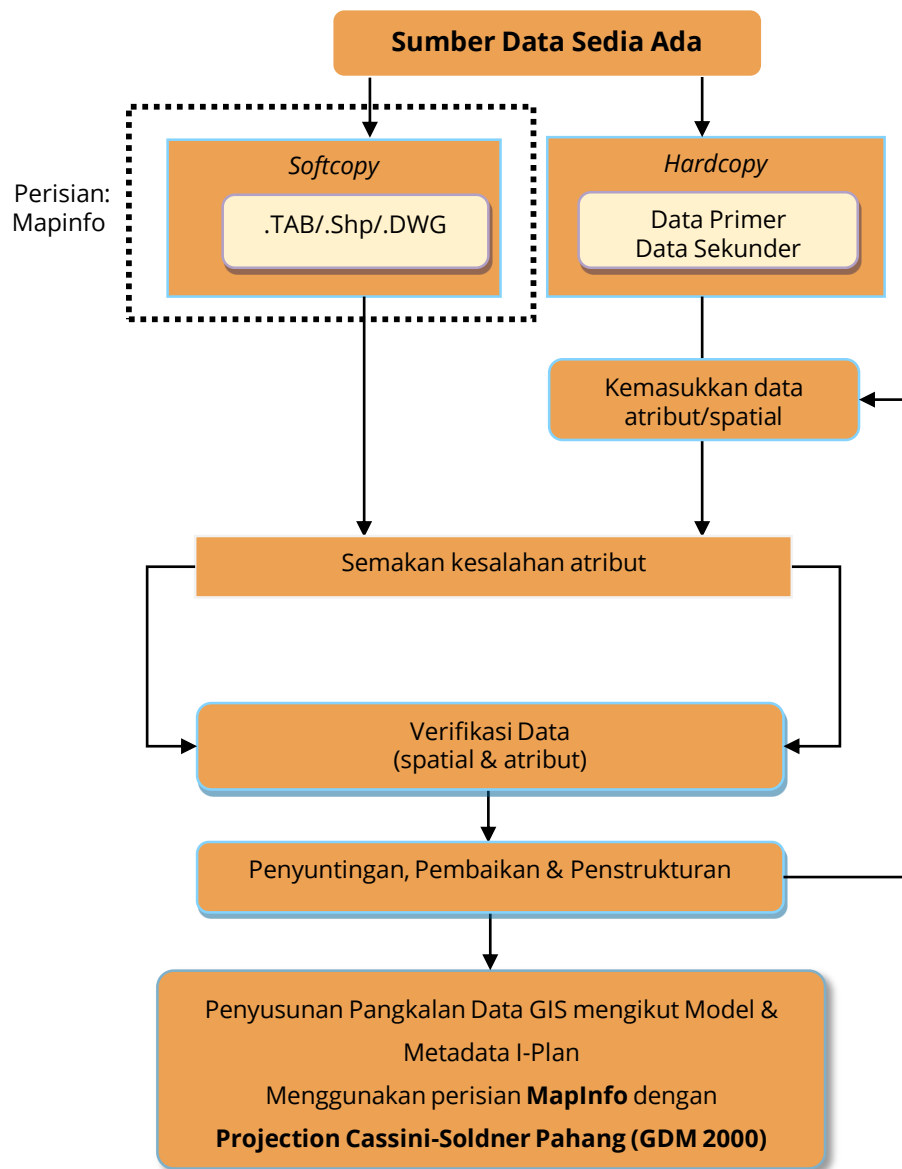 Sumber Data Sedia Ada
Perisian:
Mapinfo
Softcopy
.TAB/.Shp/.DWG
Hardcopy
Data Primer
Data Sekunder
Kemasukkan data
atribut/spatial
Semakan kesalahan atribut
Verifikasi Data
(spatial & atribut)
Penyuntingan, Pembaikan & Penstrukturan
Penyusunan Pangkalan Data GIS mengikut Model &
Metadata I-Plan
Menggunakan perisian MapInfo dengan
Projection Cassini-Soldner Pahang (GDM 2000)